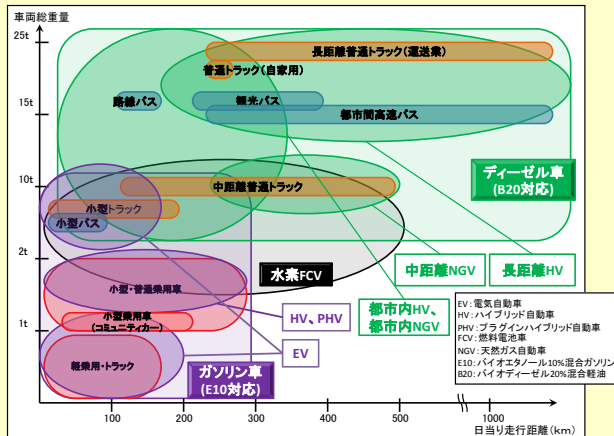 車両総重量
25t
長距離普通トラック(運送業)
普通トラック(自家用)
路線バス
観光バス
15t
都市間高速バス
ディーゼル車
(B20対応)
10t
中距離普通トラック
小型トラック
小型バス
2t
水素FCV
中距離NGV
長距離HV
小型・普通乗用車
HV、PHV
都市内HV、
都市内NGV
小型乗用車
(コミュニティカー)
1t
EV
軽乗用・トラック
ガソリン車
(E10対応)
EV:電気自動車
HV:ハイブリッド自動車
PHV:プラグインハイブリッド自動車
FCV:燃料電池車
NGV:天然ガス自動車
E10:バイオエタノール10%混合ガソリン
B20:バイオディーゼル20%混合軽油
100 200 300 400 500 1000
日当り走行距離(km)